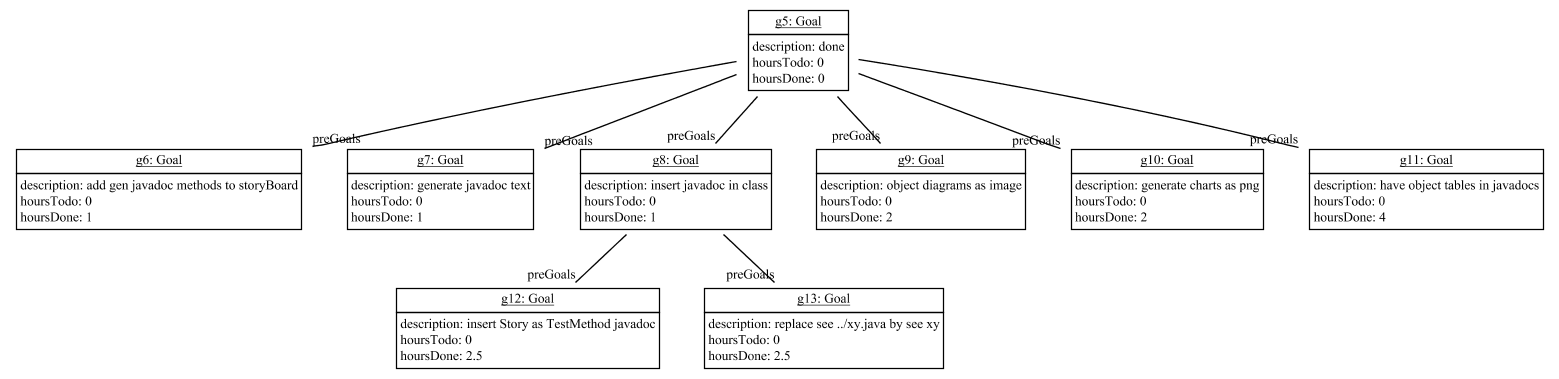 g5: Goal
description: done
hoursTodo: 0
hoursDone: 0
preGoals
preGoals
preGoals
preGoals
preGoals
preGoals
g6: Goal
description: add gen javadoc methods to storyBoard
hoursTodo: 0
hoursDone: 1
g7: Goal
description: generate javadoc text
hoursTodo: 0
hoursDone: 1
g8: Goal
description: insert javadoc in class
hoursTodo: 0
hoursDone: 1
g9: Goal
description: object diagrams as image
hoursTodo: 0
hoursDone: 2
g10: Goal
description: generate charts as png
hoursTodo: 0
hoursDone: 2
g11: Goal
description: have object tables in javadocs
hoursTodo: 0
hoursDone: 4
preGoals
preGoals
g12: Goal
description: insert Story as TestMethod javadoc
hoursTodo: 0
hoursDone: 2.5
g13: Goal
description: replace see ../xy.java by see xy
hoursTodo: 0
hoursDone: 2.5